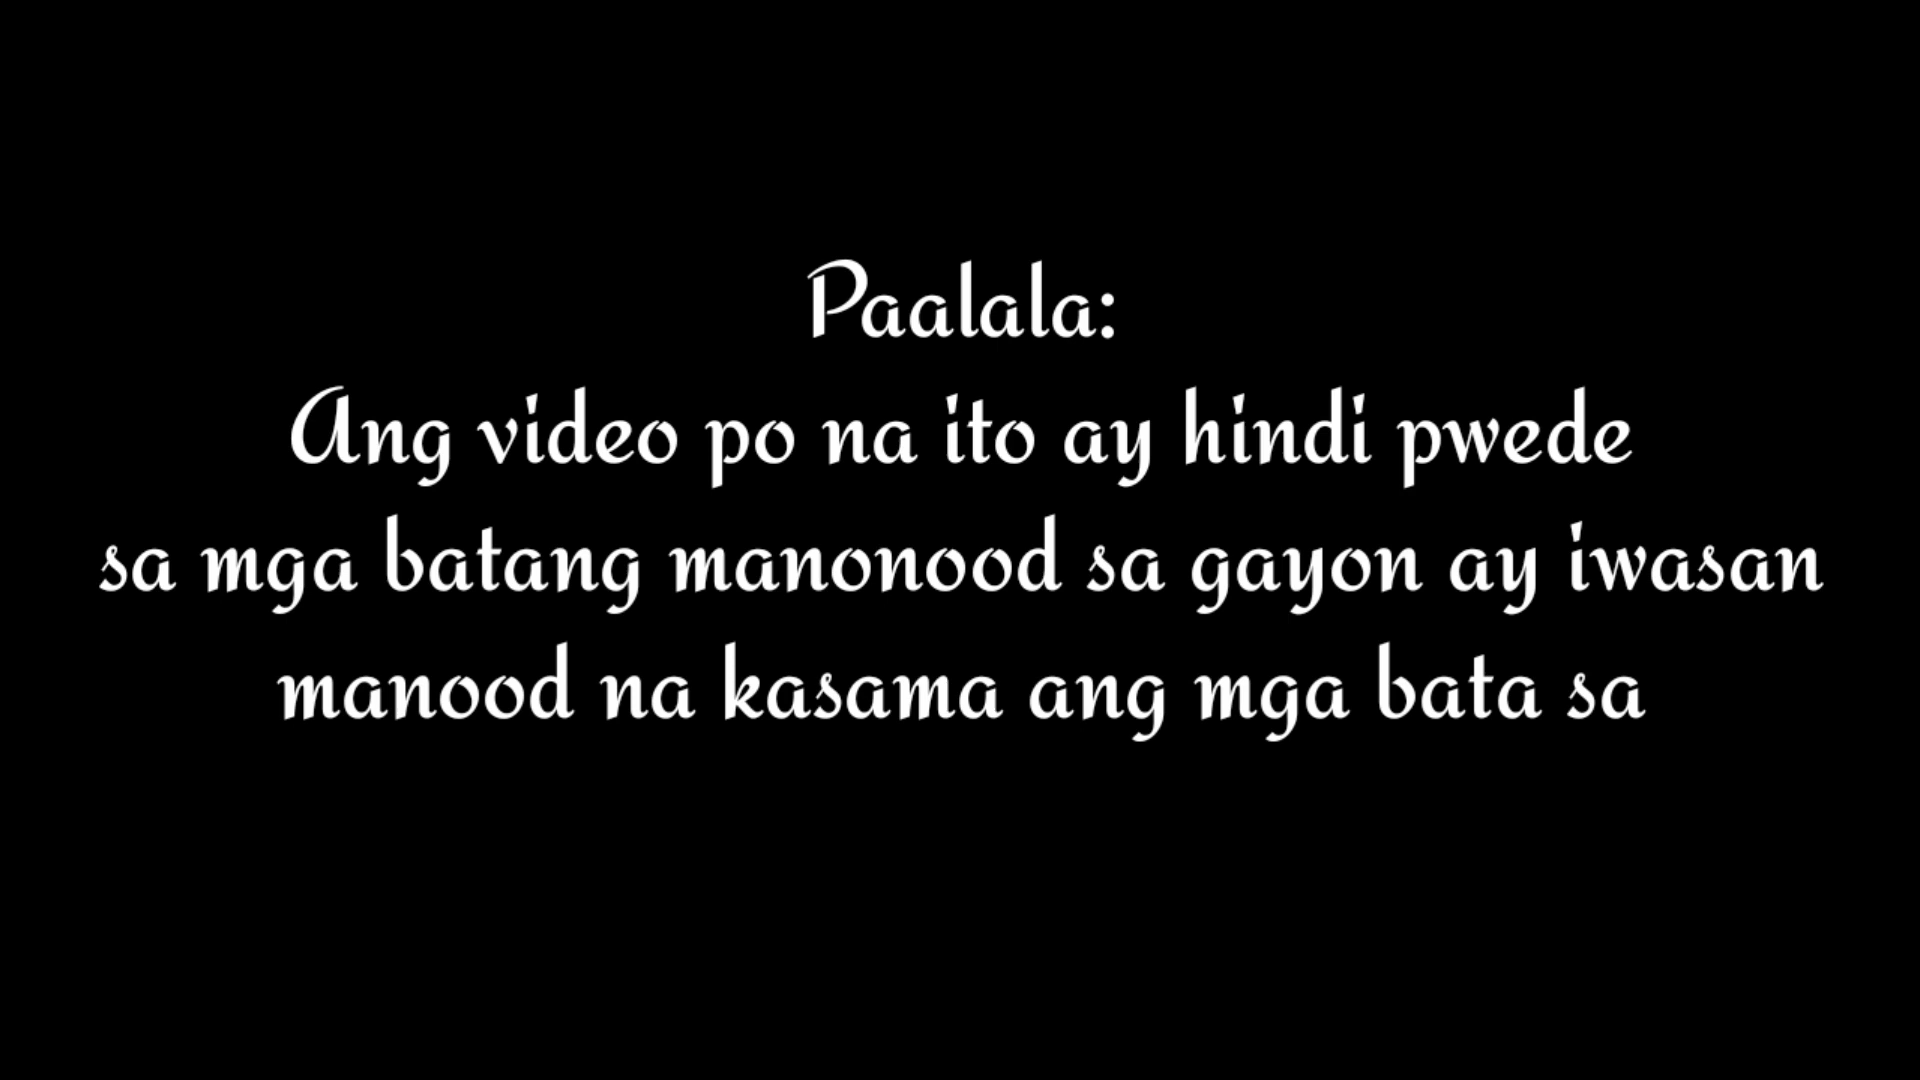 Paalala:
Ang video po na ito ay hindi pwede
sa mga batang manonood sa gayon ay iwasan
manood na kasama ang mga bata sa